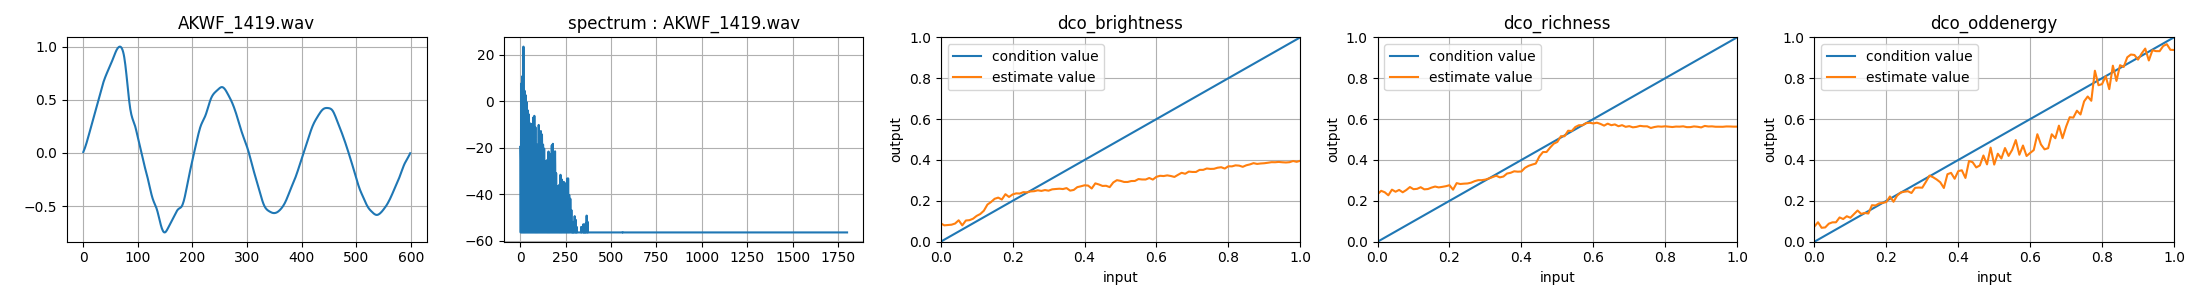 AKWF_1419.wav
1.0
0.5
0.0
−0.5
0 100 200 300 400 500 600
spectrum : AKWF_1419.wav
20
0
−20
−40
−60
0 250 500 750 1000 1250 1500 1750
dco_brightness
condition value
estimate value
output
1.0
0.8
0.6
0.4
0.2
0.0
0.0 0.2 0.4 0.6 0.8 1.0
input
dco_richness
condition value
estimate value
output
1.0
0.8
0.6
0.4
0.2
0.0
0.0 0.2 0.4 0.6 0.8 1.0
input
dco_oddenergy
condition value
estimate value
output
1.0
0.8
0.6
0.4
0.2
0.0
0.0 0.2 0.4 0.6 0.8 1.0
input